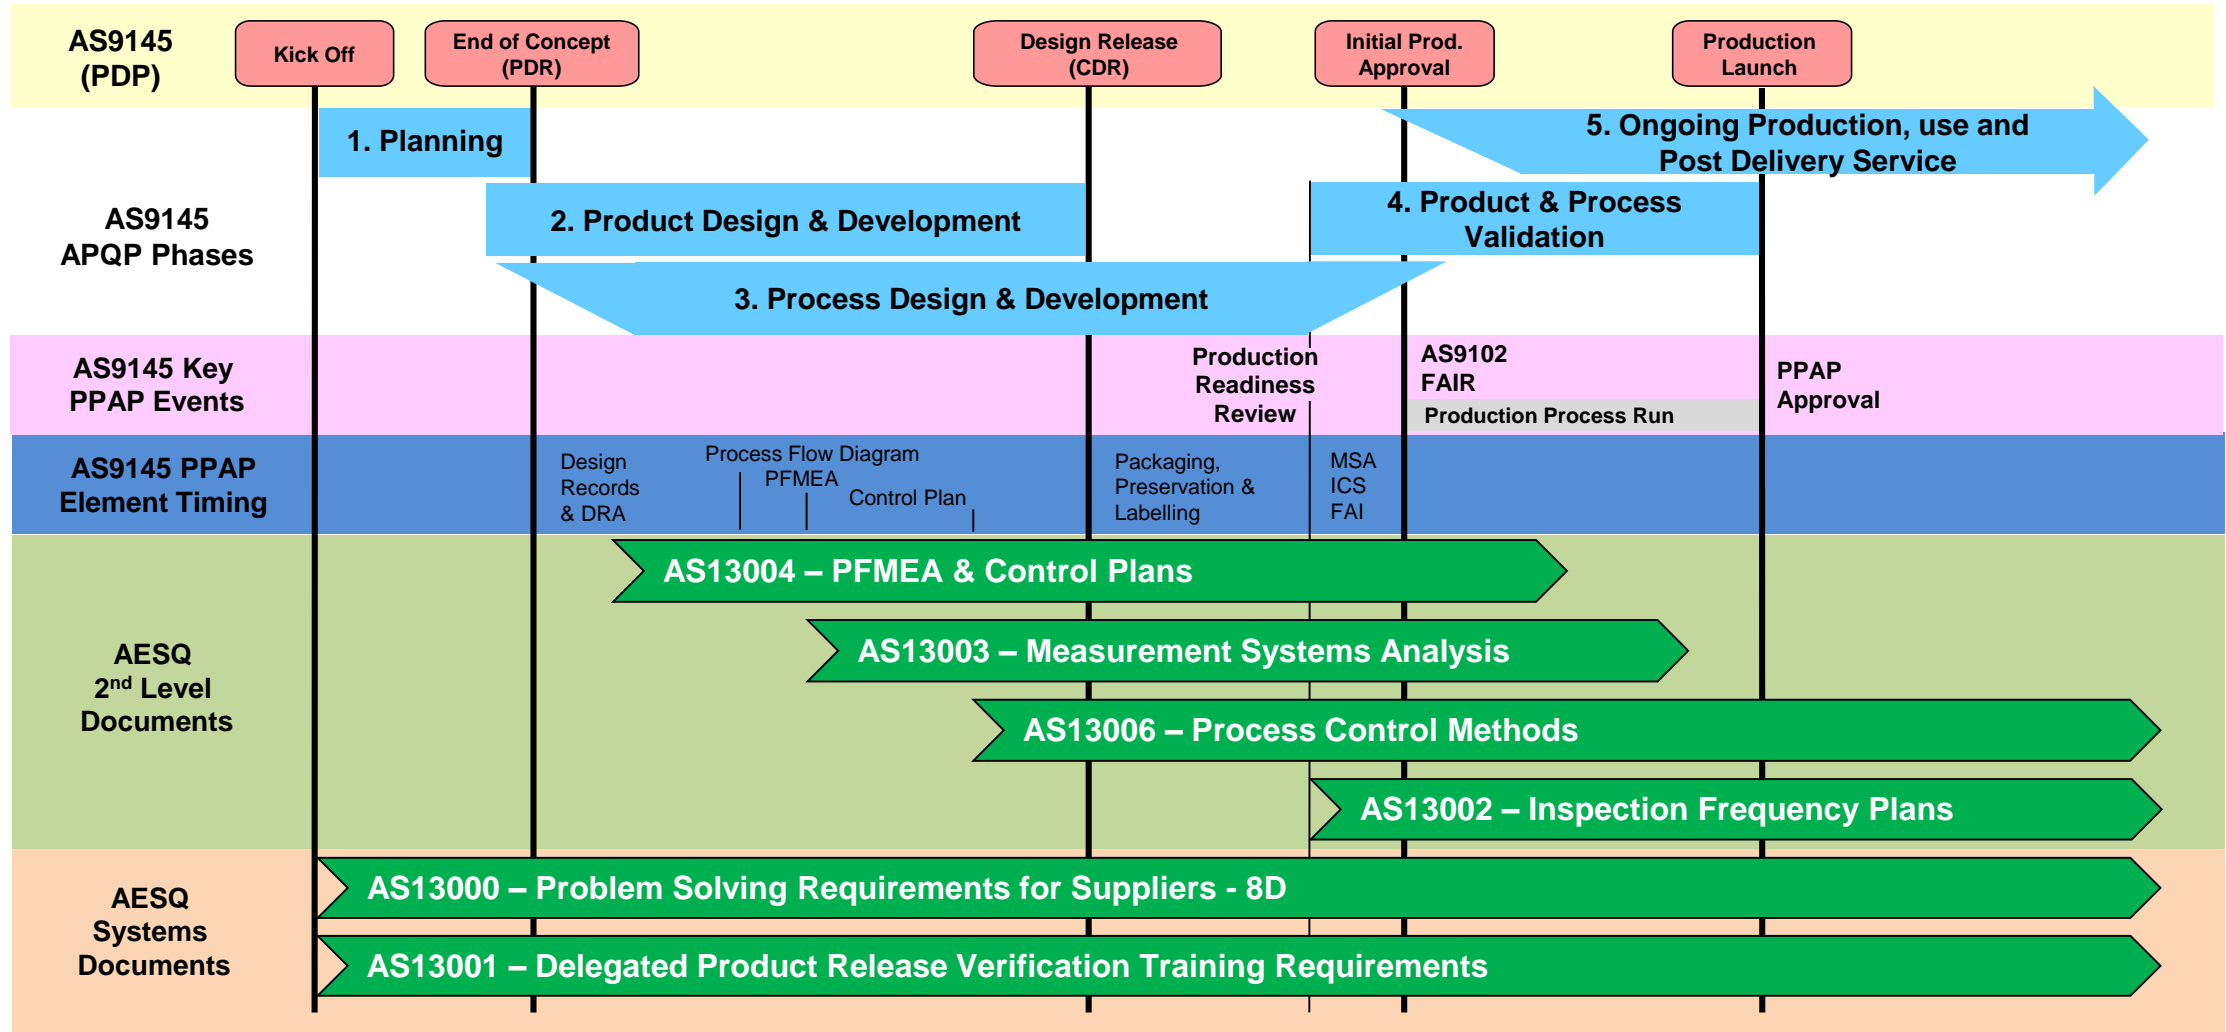 AS9145
(PDP)
Kick Off
End of Concept
(PDR)
Design Release
(CDR)
Initial Prod.
Approval
Production
Launch
AS9145
APQP Phases
1. Planning
5. Ongoing Production, use and
Post Delivery Service
2. Product Design & Development
4. Product & Process
Validation
3. Process Design & Development
AS9145 Key
PPAP Events
Production
Readiness
Review
AS9102
FAIR
Production Process Run
PPAP
Approval
AS9145 PPAP
Element Timing
Design
Records
& DRA
Process Flow Diagram
PFMEA
Control Plan
Packaging,
Preservation &
Labelling
MSA
ICS
FAI
AESQ
2nd Level
Documents
AS13004 – PFMEA & Control Plans
AS13003 – Measurement Systems Analysis
AS13006 – Process Control Methods
AS13002 – Inspection Frequency Plans
AESQ
Systems
Documents
AS13000 – Problem Solving Requirements for Suppliers - 8D
AS13001 – Delegated Product Release Verification Training Requirements